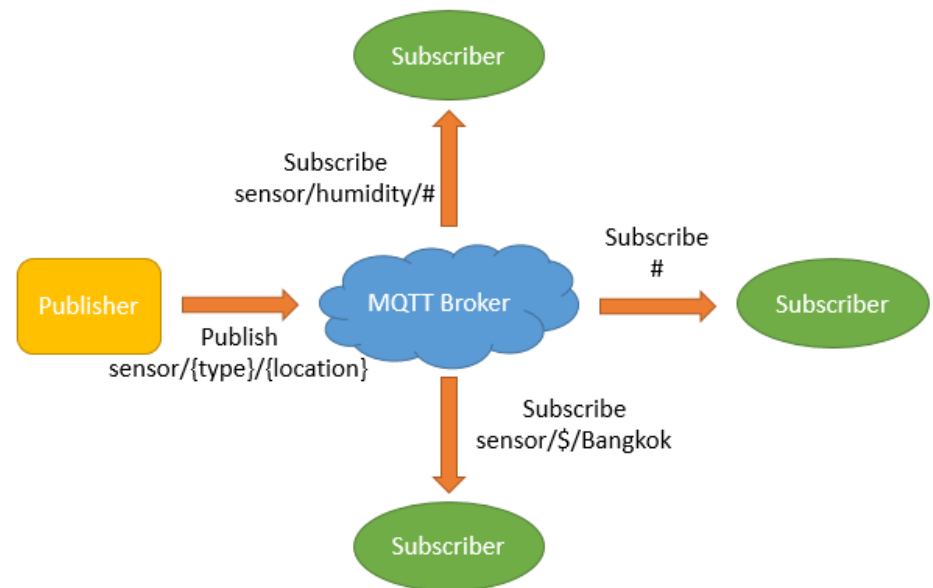 Subscriber
Subscribe
sensor/humidity/#
Subscribe
#
Publisher
MQTT Broker
Subscriber
Publish
sensor/{type}/{location}
Subscribe
sensor/$/Bangkok
Subscriber